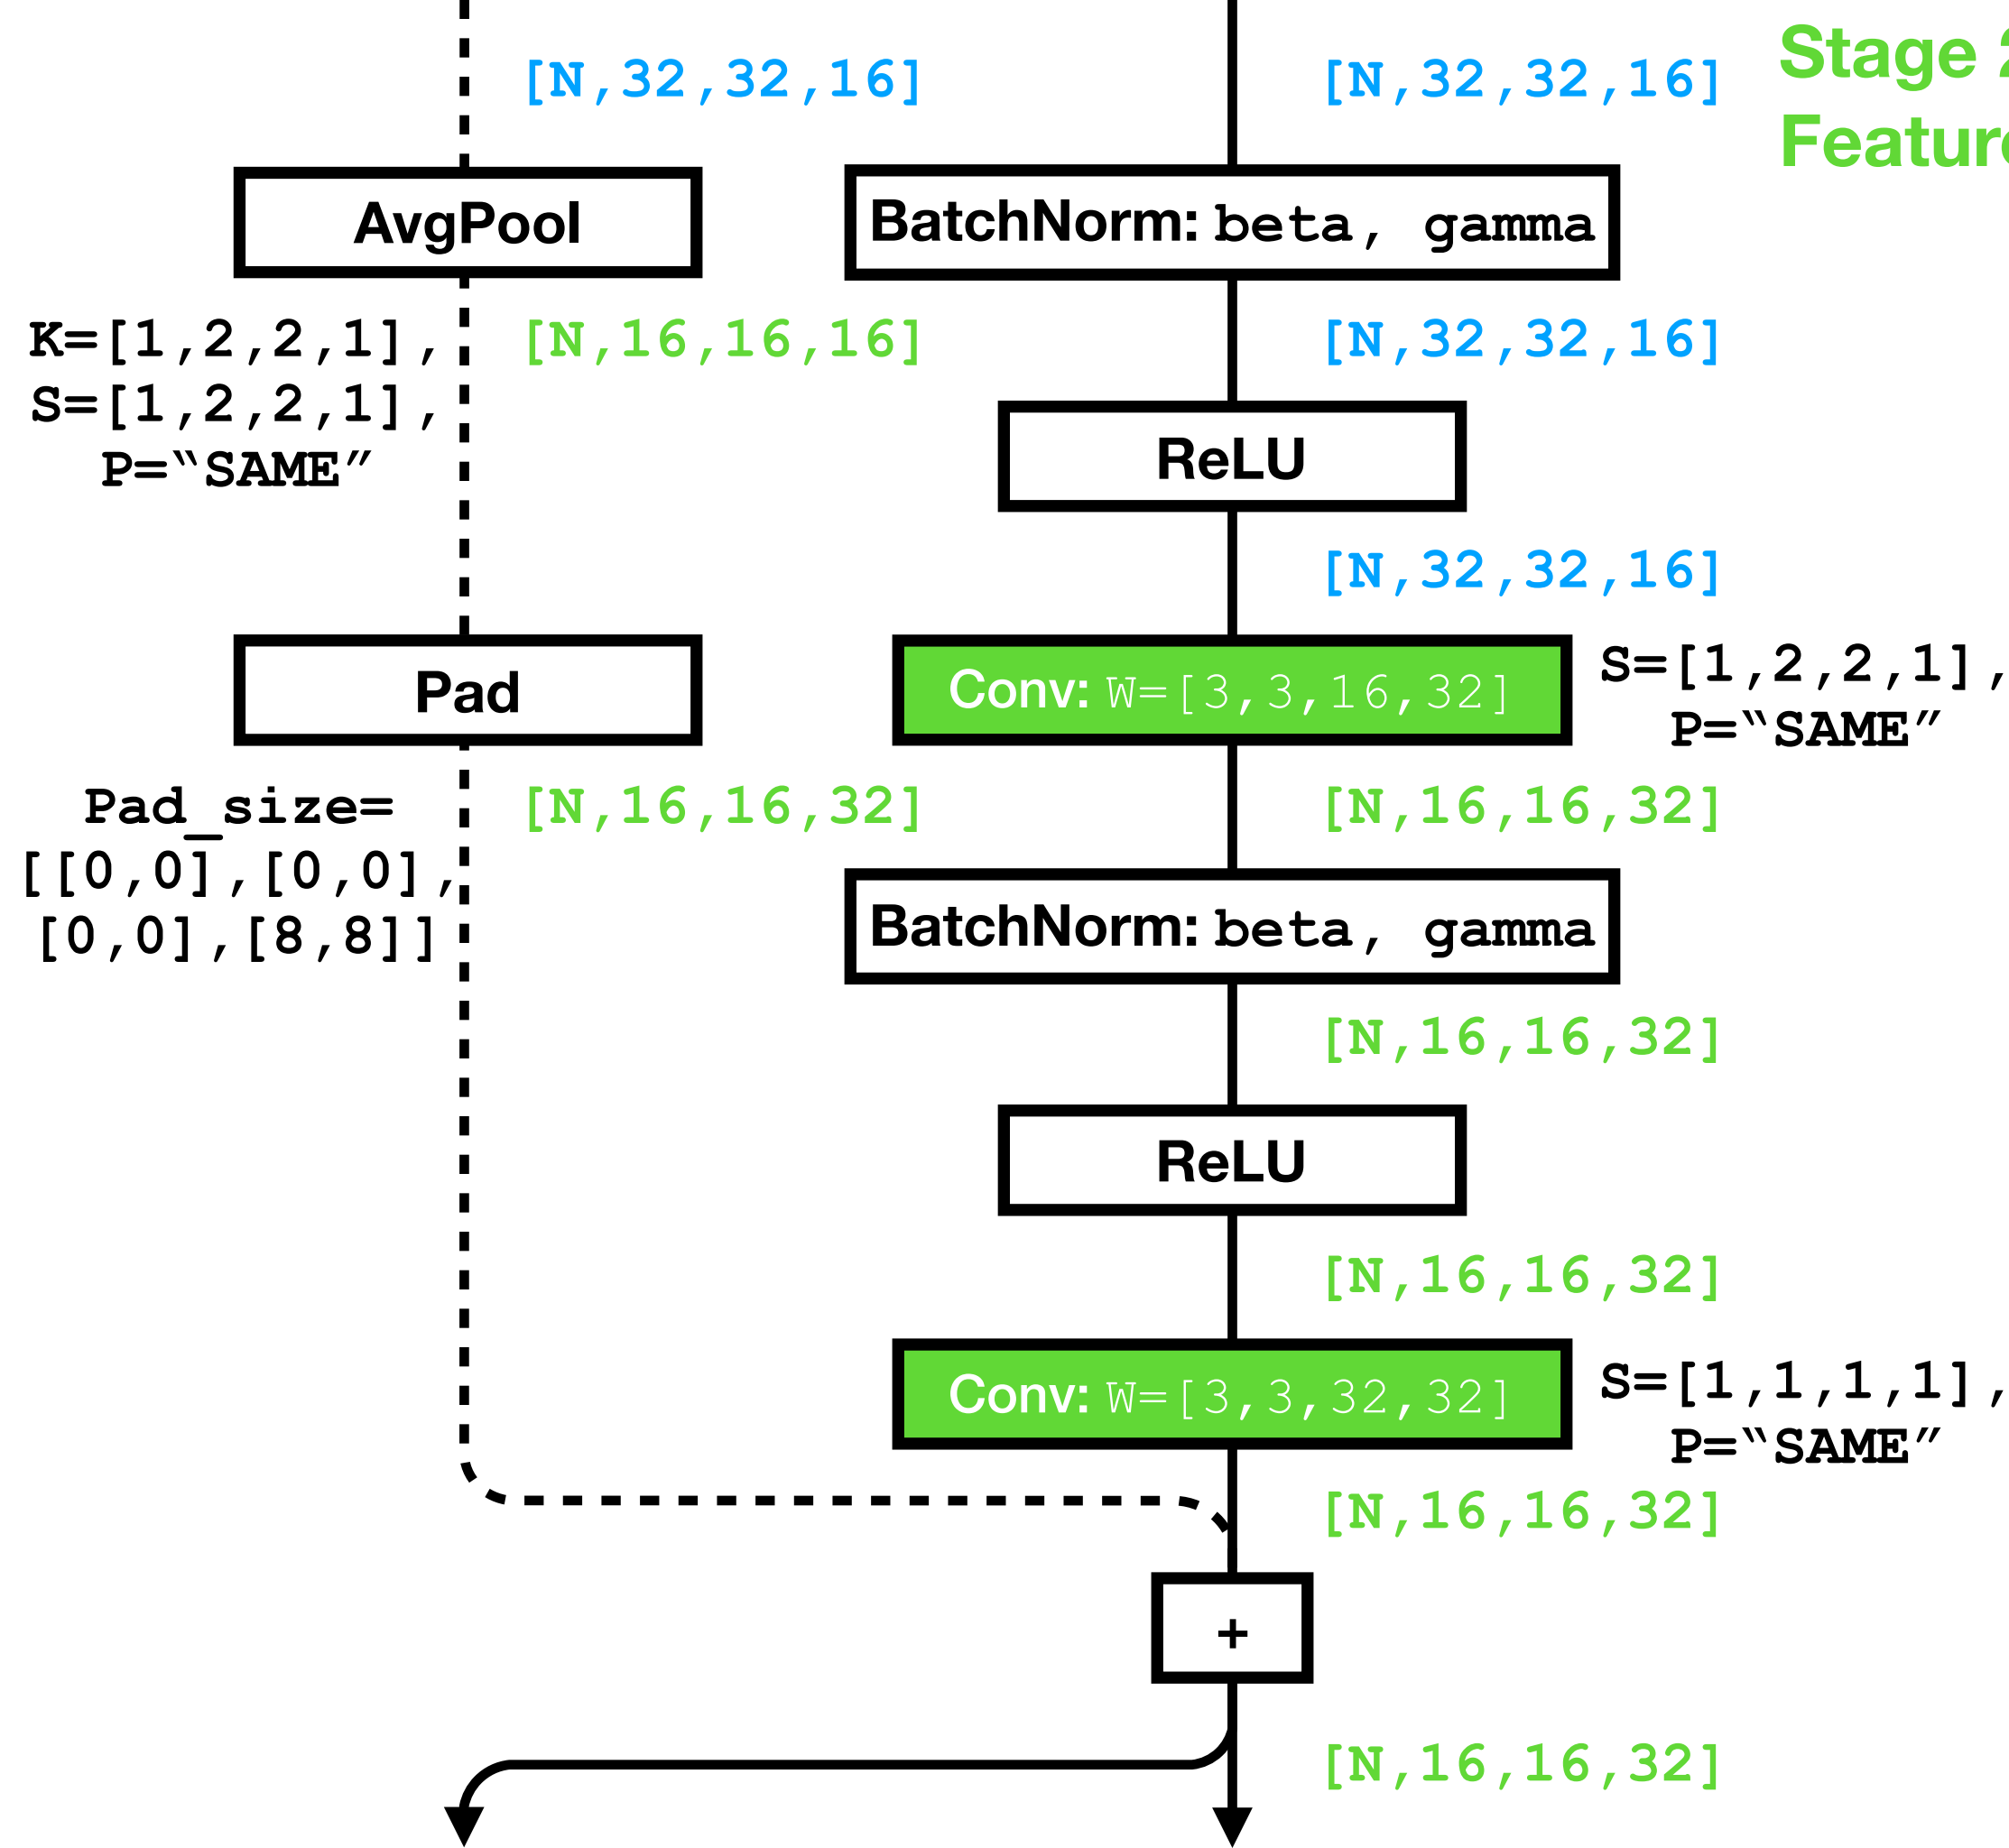 [N,32,32,16]
[N,32,32,16]
Stage 2
Feature
AvgPool
BatchNorm: beta, gamma
K=[1,2,2,1],
S=[1,2,2,1],
P=“SAME”
[N,16,16,16]
[N,32,32,16]
ReLU
[N,32,32,16]
Pad
Conv: W=[3,3,16,32]
S=[1,2,2,1],
P=“SAME”
Pad_size=
[[0,0],[0,0],
[0,0],[8,8]]
[N,16,16,32]
[N,16,16,32]
BatchNorm: beta, gamma
[N,16,16,32]
ReLU
[N,16,16,32]
Conv: W=[3,3,32,32]
S=[1,1,1,1],
P=“SAME”
[N,16,16,32]
+
[N,16,16,32]